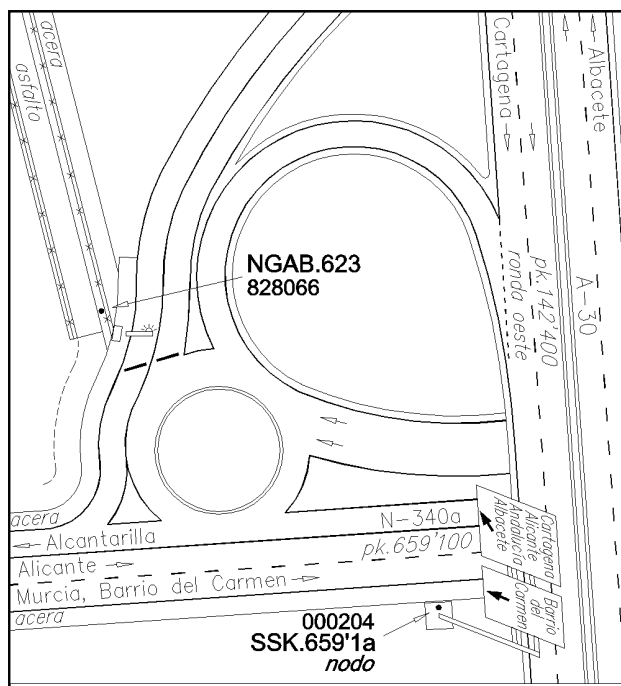 acera
asfalto
Cartagena
Albacete
NGAB.623
828066
pk.142'400
ronda oeste
A-30
acera
Alcantarilla
N-340a
pk.659'100
Alicante
Murcia, Barrio del Carmen
acera
Cartagena
Alicante
Andalucía
Albacete
Barrio
del
Carmen
000204
SSK.659'1a
nodo